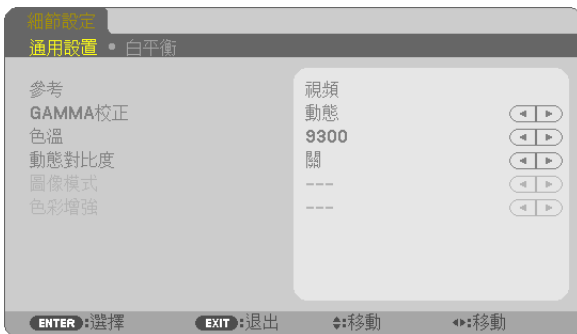 細節設定
通用設置 • 白平衡
參考 視頻
GAMMA校正 動態
色溫 9300
動態對比度 關
圖像模式 ---
色彩增強 ---
ENTER:選擇 EXIT:退出 :移動 :移動